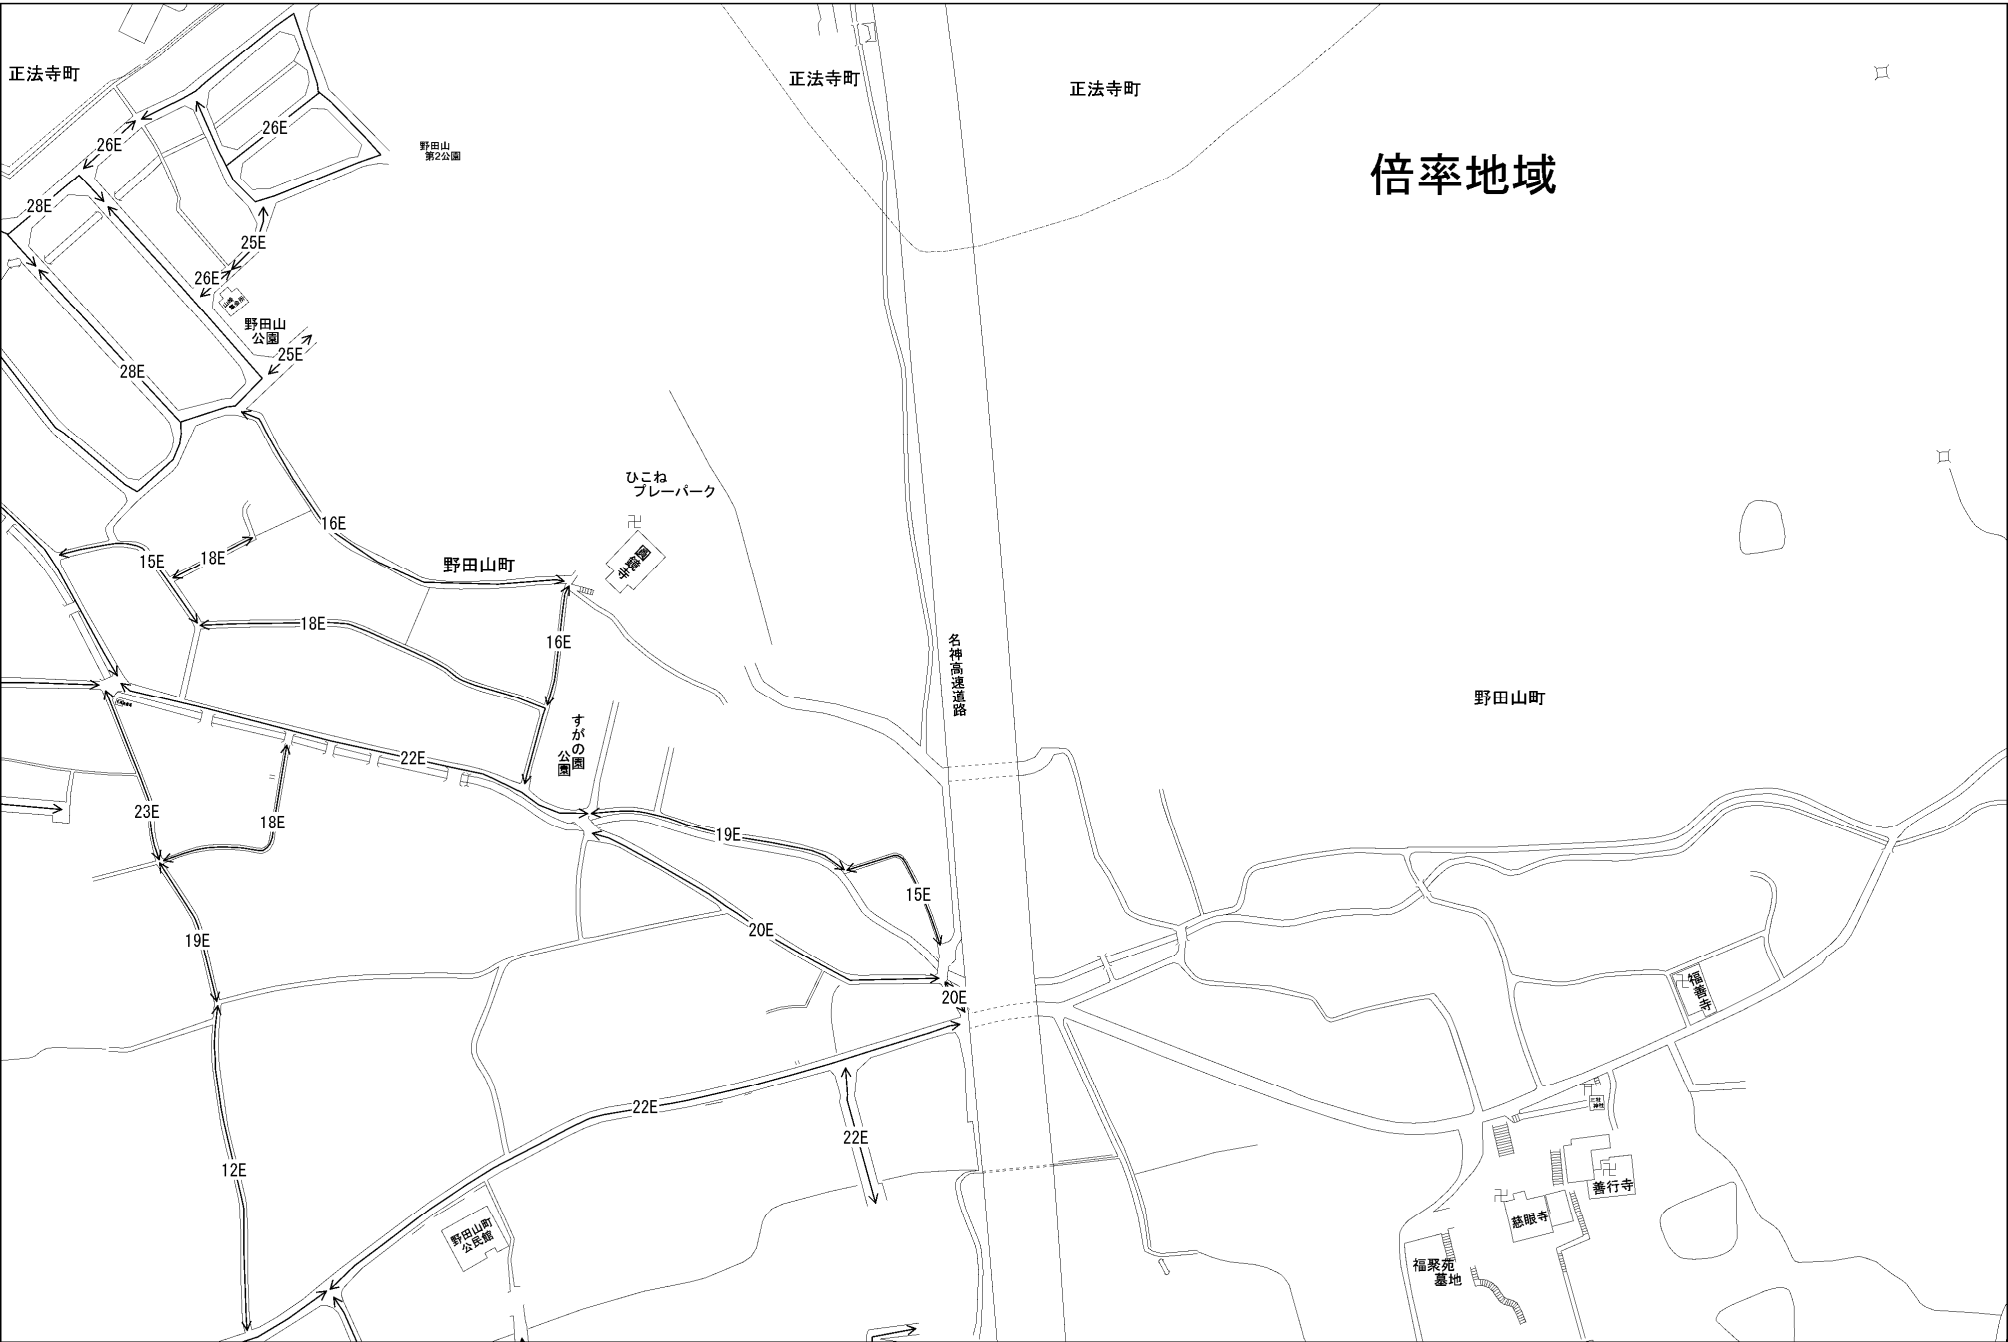 正法寺町
正法寺町
正法寺町
倍率地域
26E
26E
野田山
第2公園
28E
25E
26E
野田山
公園
25E
28E
ひこね
プレーパーク
16E
圓鏡寺
15E
18E
野田山町
18E
16E
名神高速道路
野田山町
すがの園
公園
22E
23E
18E
19E
15E
20E
19E
20E
福善寺
22E
22E
12E
善行寺
慈眼寺
野田山町
公民館
福聚苑
墓地